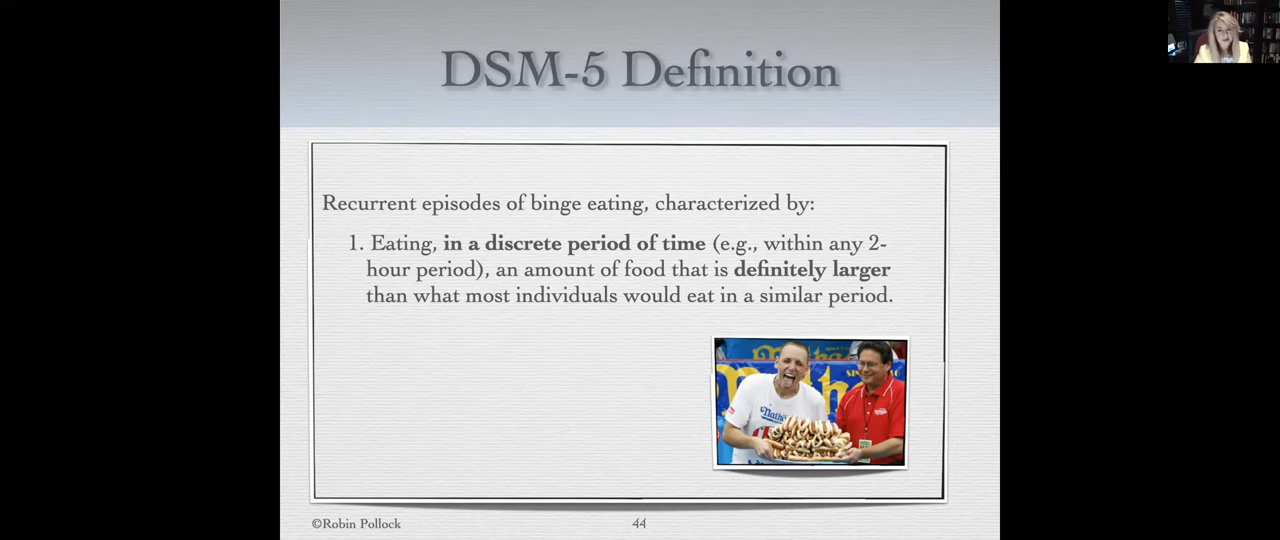 DSM-5 Definition
Recurrent episodes of binge eating, characterized by:
1. Eating, in a discrete period of time (e.g., within any 2-
hour period), an amount of food that is definitely larger
than what most individuals would eat in a similar period.
©Robin Pollock
44